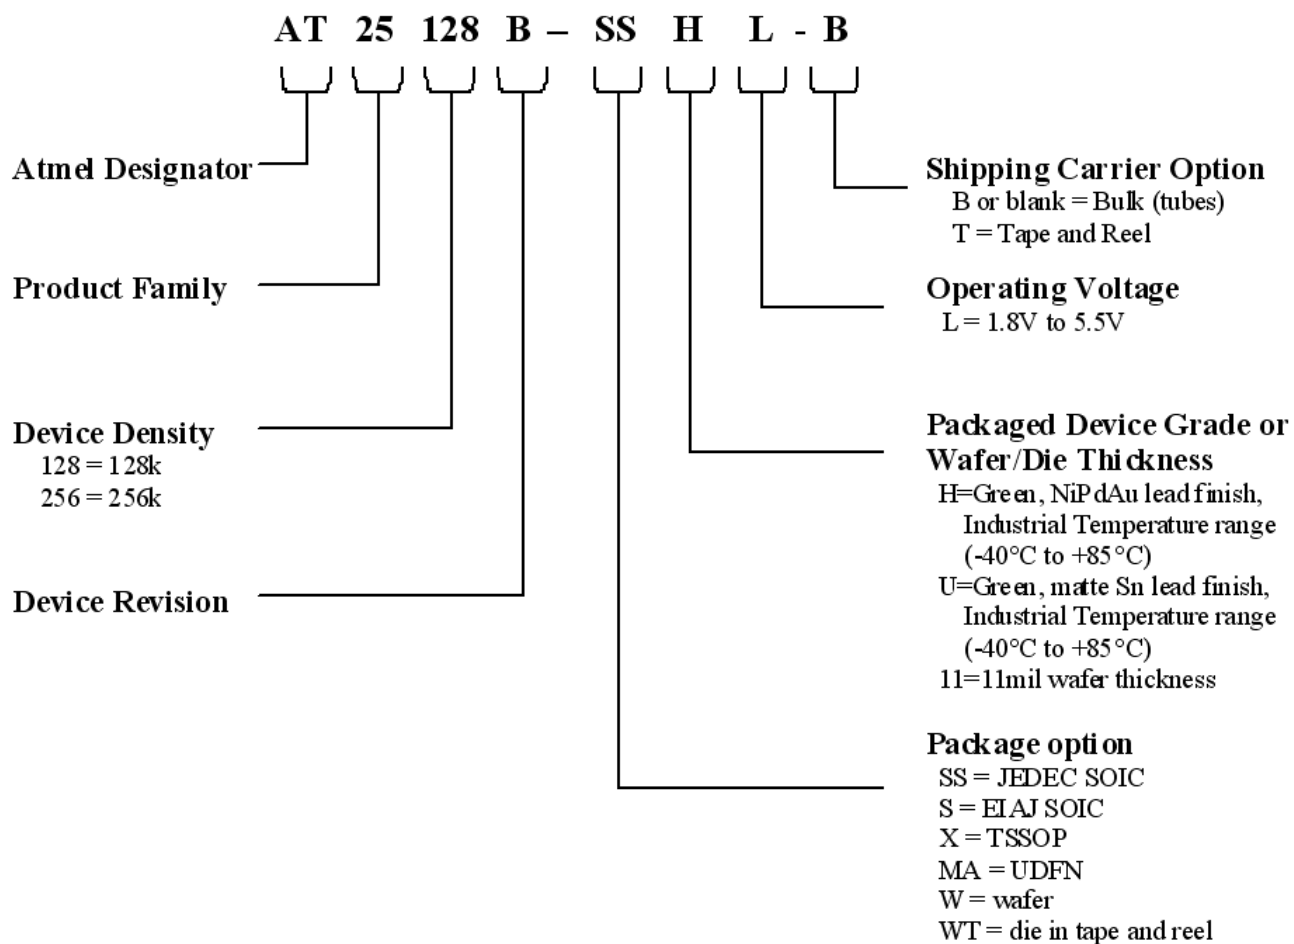 AT 25 128 B – SS H L - B
Atmel Designator
Product Family
Device Density
128 = 128k
256 = 256k
Device Revision
Shipping Carrier Option
B or blank = Bulk (tubes)
T = Tape and Reel
Operating Voltage
L = 1.8V to 5.5V
Packaged Device Grade or
Wafer/Die Thickness
H=Green, NiPdAu lead finish,
Industrial Temperature range
(-40°C to +85°C)
U=Green, matte Sn lead finish,
Industrial Temperature range
(-40°C to +85°C)
11=11mil wafer thickness
Package option
SS = JEDEC SOIC
S = EIAJ SOIC
X = TSSOP
MA = UDFN
W = wafer
WT = die in tape and reel